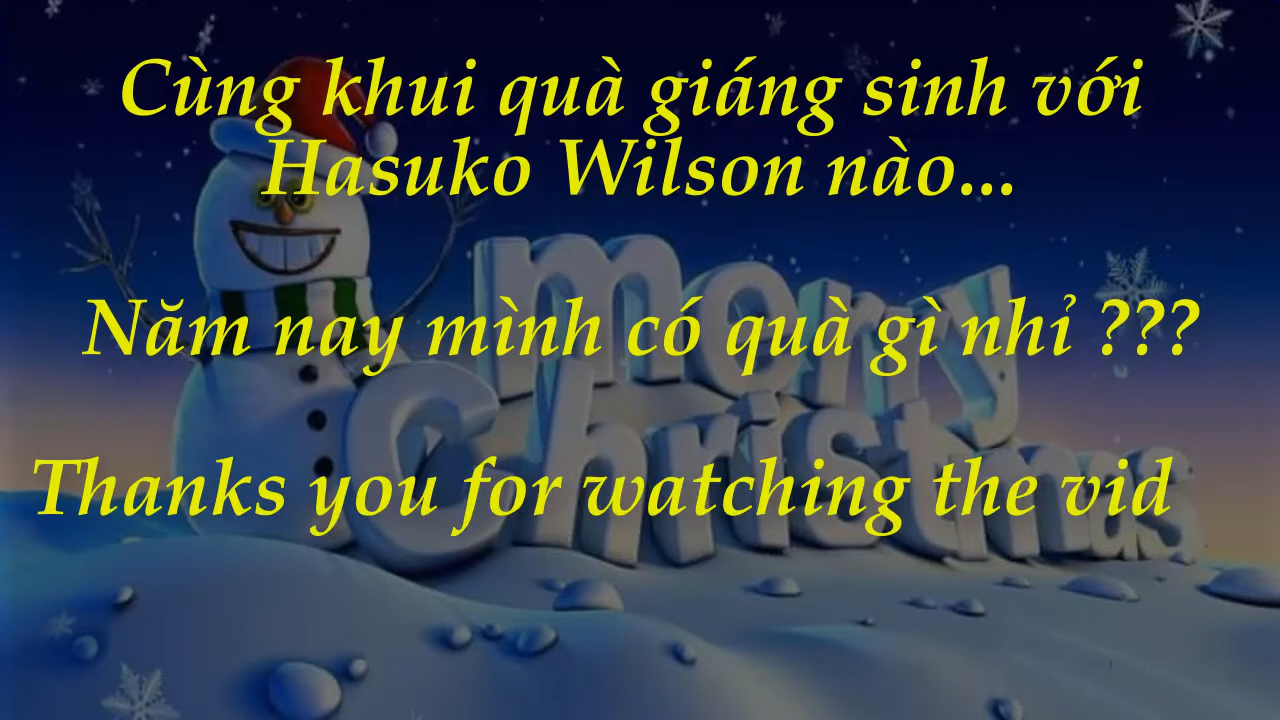 Cùng khui quà giáng sinh với
Hasuko Wilson nào...
Năm nay mình có quà gì nhỉ ???
Thanks you for watching the vid
merry
Christmas